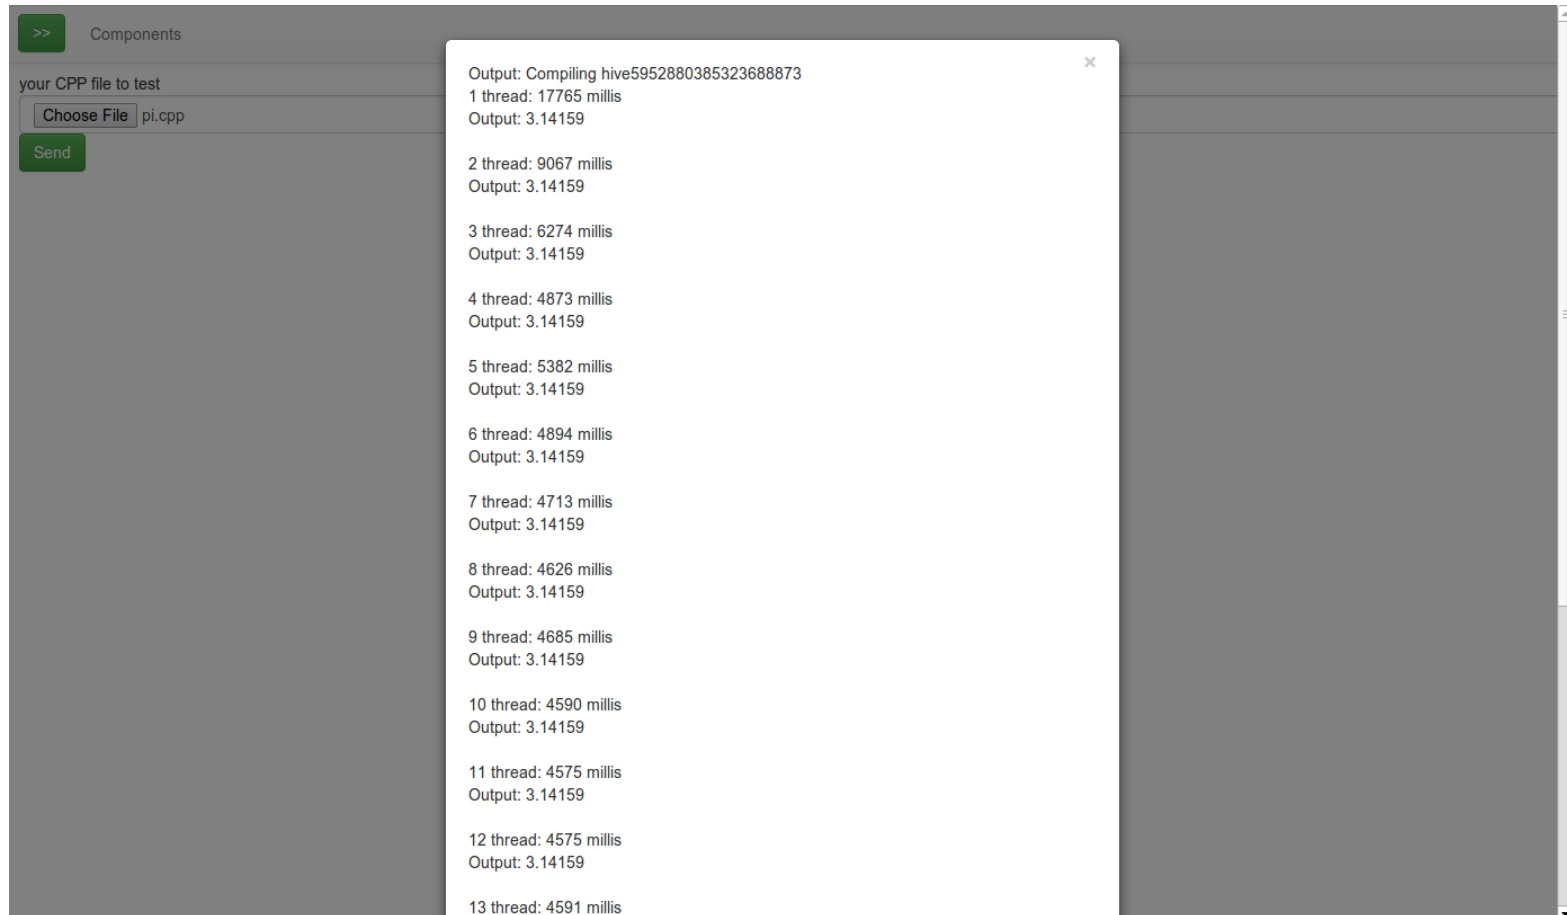 >> Components
your CPP file to test
Choose File pi.cpp
Send
×
Output: Compiling hive5952880385323688873
1 thread: 17765 millis
Output: 3.14159
2 thread: 9067 millis
Output: 3.14159
3 thread: 6274 millis
Output: 3.14159
4 thread: 4873 millis
Output: 3.14159
5 thread: 5382 millis
Output: 3.14159
6 thread: 4894 millis
Output: 3.14159
7 thread: 4713 millis
Output: 3.14159
8 thread: 4626 millis
Output: 3.14159
9 thread: 4685 millis
Output: 3.14159
10 thread: 4590 millis
Output: 3.14159
11 thread: 4575 millis
Output: 3.14159
12 thread: 4575 millis
Output: 3.14159
13 thread: 4591 millis